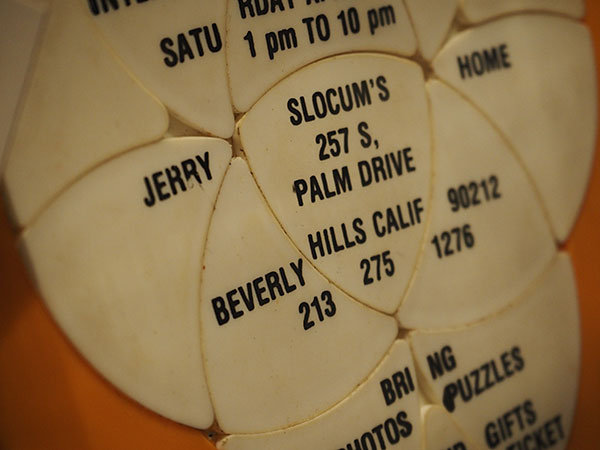 SATU RDAY
1 pm TO 10 pm
JERRY SLOCUM'S HOME
257 S,
PALM DRIVE
BEVERLY HILLS CALIF 90212
213 275 1276
BRI NG
PUZZLES
GIFTS